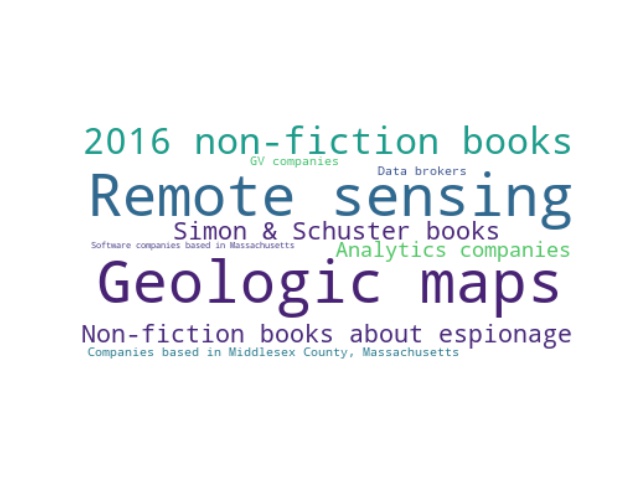 2016 non-fiction books
GV companies
Data brokers
Remote sensing
Simon & Schuster books
Software companies based in Massachusetts
Analytics companies
Geologic maps
Non-fiction books about espionage
Companies based in Middlesex County, Massachusetts